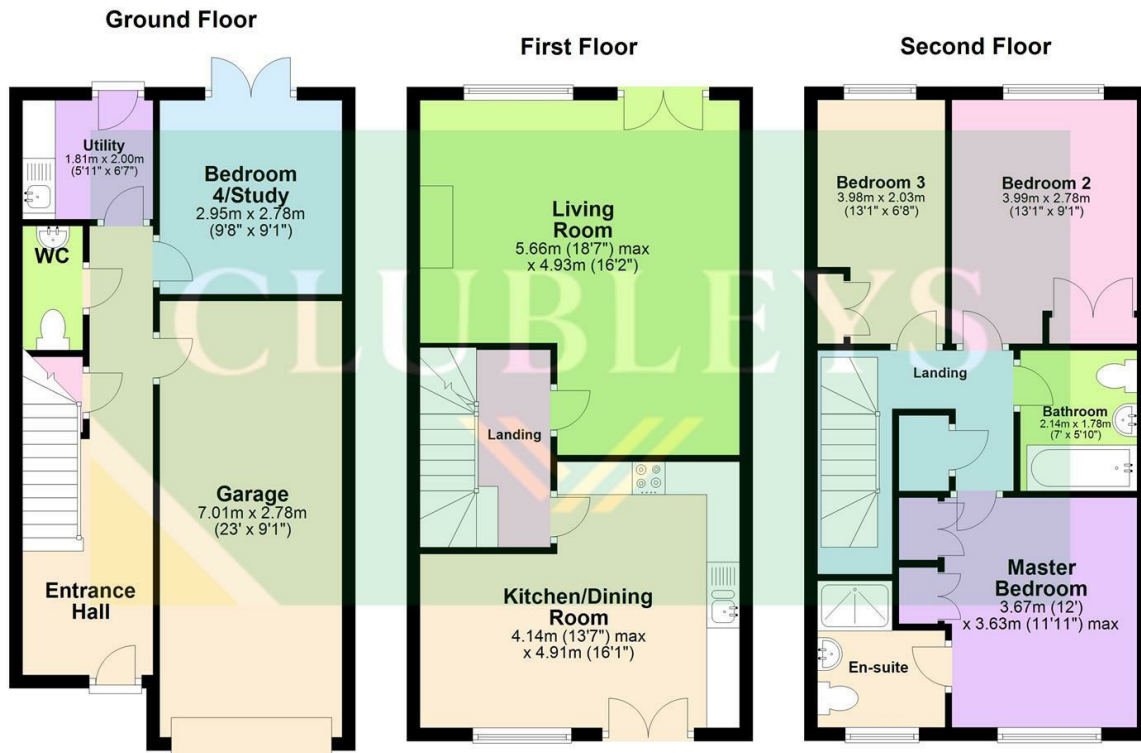 Ground Floor
Utility
1.81m x 2.00m
(5'11" x 6'7")
Bedroom
4/Study
2.95m x 2.78m
(9'8" x 9'1")
WC
Garage
7.01m x 2.78m
(23' x 9'1")
Entrance
Hall
First Floor
Living
Room
5.66m (18'7") max
x 4.93m (16'2")
Landing
Kitchen/Dining
Room
4.14m (13'7") max
x 4.91m (16'1")
Second Floor
Bedroom 3
3.98m x 2.03m
(13'1" x 6'8")
Bedroom 2
3.99m x 2.78m
(13'1" x 9'1")
Landing
Bathroom
2.14m x 1.78m
(7' x 5'10")
Master
Bedroom
3.67m (12')
x 3.63m (11'11") max
En-suite
CLUBLEYS